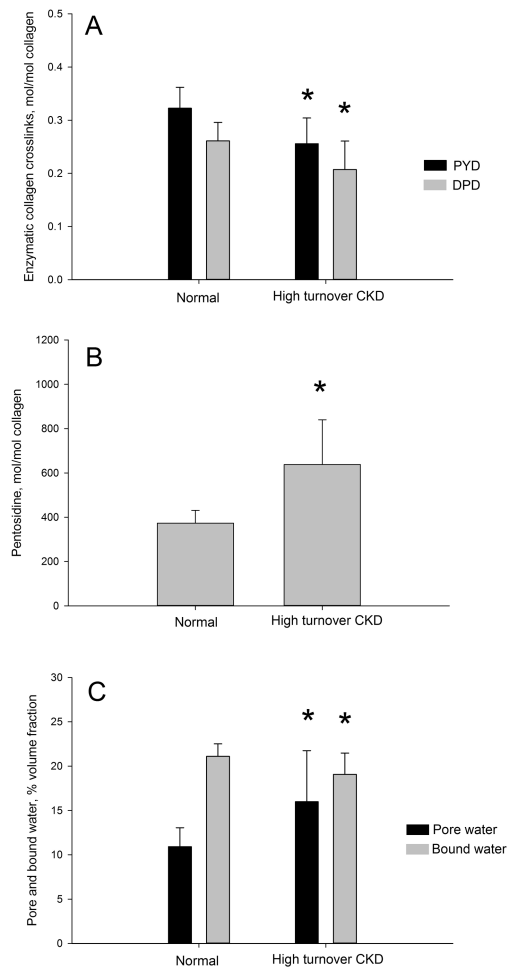 A
Enzymatic collagen crosslinks, mol/mol collagen
0.5
0.4
0.3
0.2
0.1
0.0
* *
PYD
DPD
Normal
High turnover CKD
B
Pentosidine, mol/mol collagen
1200
1000
800
600
400
200
0
*
Normal
High turnover CKD
C
Pore and bound water, % volume fraction
30
25
20
15
10
5
0
* *
Pore water
Bound water
Normal
High turnover CKD